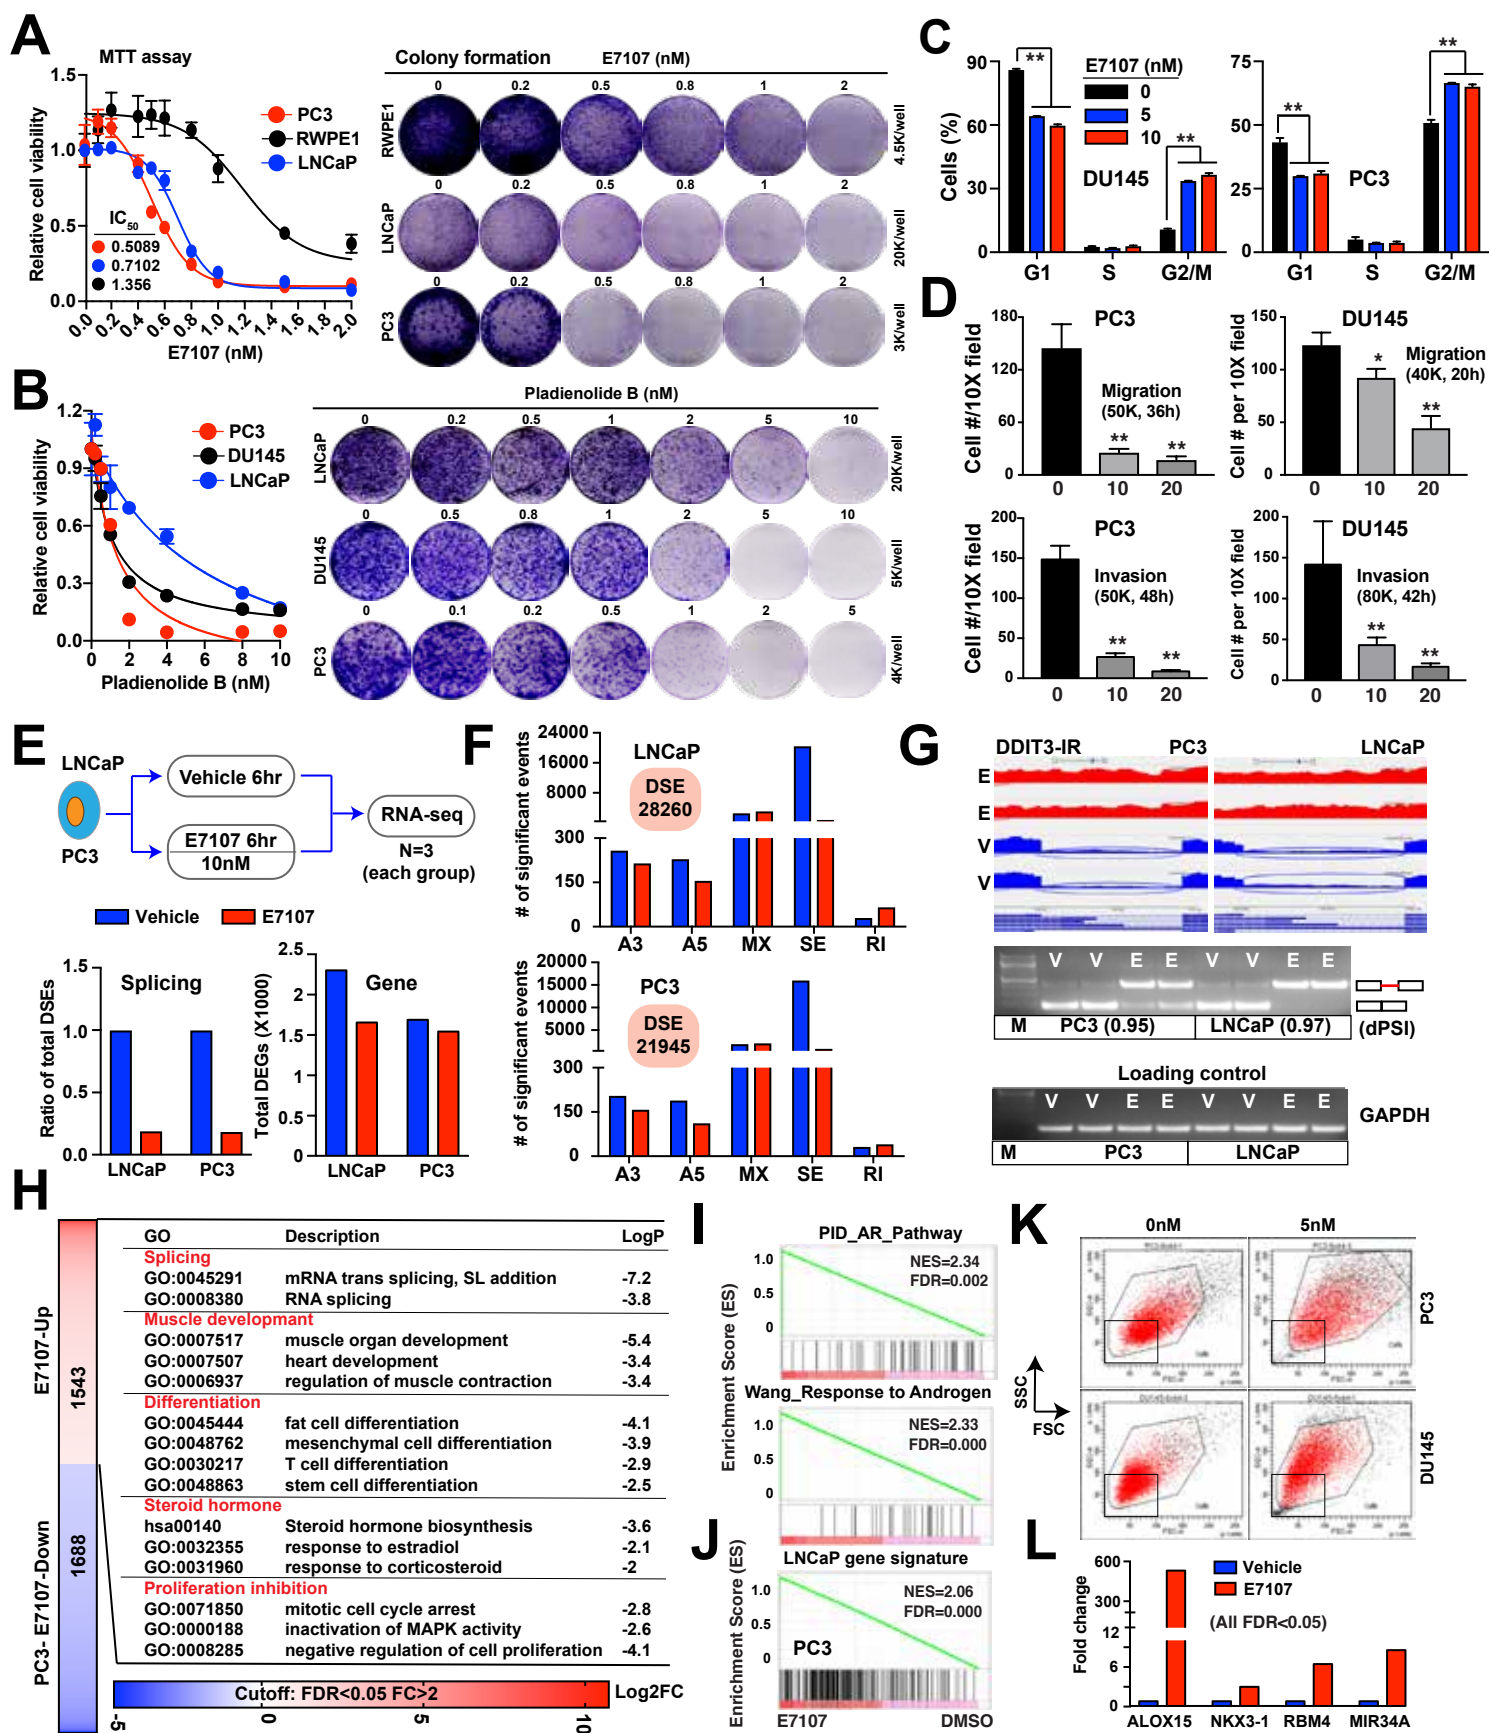 A
MTT assay
Relative cell viability
1.5
1.0
0.5
0.0
PC3
RWPE1
LNCaP
IC50
0.5089
0.7102
1.356
0.0 0.2 0.4 0.6 0.8 1.0 1.2 1.4 1.6 1.8 2.0
E7107 (nM)
Colony formation E7107 (nM)
0 0.2 0.5 0.8 1 2
RWPE1
4.5K/well
0 0.2 0.5 0.8 1 2
LNCaP
20K/well
0 0.2 0.5 0.8 1 2
PC3
3K/well
B
Relative cell viability
1.2
0.9
0.6
0.3
0.0
PC3
DU145
LNCaP
0 2 4 6 8 10
Pladienolide B (nM)
Pladienolide B (nM)
0 0.2 0.5 1 2 5 10
LNCaP
20K/well
0 0.5 0.8 1 2 5 10
DU145
5K/well
0 0.1 0.2 0.5 1 2 5
PC3
4K/well
C
Cells (%)
90
60
30
0
E7107 (nM)
0
5
10
**
**
DU145
G1 S G2/M
75
50
25
0
**
**
PC3
G1 S G2/M
D
Cell #/10X field
180
120
60
0
PC3
Migration
(50K, 36h)
** **
0 10 20
Cell # per 10X field
150
100
50
0
DU145
Migration
(40K, 20h)
*
**
0 10 20
Cell #/10X field
200
150
100
50
0
PC3
Invasion
(50K, 48h)
** **
0 10 20
Cell # per 10X field
200
150
100
50
0
DU145
Invasion
(80K, 42h)
**
**
0 10 20
E
LNCaP
PC3
Vehicle 6hr
E7107 6hr
10nM
RNA-seq
N=3
(each group)
Vehicle E7107
Ratio of total DSEs
1.5
1.0
0.5
0.0
Splicing
LNCaP PC3
Total DEGs (X1000)
2.5
2
1.5
1
0.5
0
Gene
LNCaP PC3
F
# of significant events
24000
16000
8000
300
150
0
LNCaP
DSE
28260
A3 A5 MX SE RI
# of significant events
20000
15000
10000
5000
300
150
0
PC3
DSE
21945
A3 A5 MX SE RI
G
DDIT3-IR PC3 LNCaP
E
E
V
V
V V E E V V E E
M PC3 (0.95) LNCaP (0.97)
(dPSI)
Loading control
V V E E V V E E
GAPDH
M PC3 LNCaP
H
E7107-Up
1543
PC3- E7107-Down
1688
GO Description LogP
Splicing
GO:0045291 mRNA trans splicing, SL addition -7.2
GO:0008380 RNA splicing -3.8
Muscle developmant
GO:0007517 muscle organ development -5.4
GO:0007507 heart development -3.4
GO:0006937 regulation of muscle contraction -3.4
Differentiation
GO:0045444 fat cell differentiation -4.1
GO:0048762 mesenchymal cell differentiation -3.9
GO:0030217 T cell differentiation -2.9
GO:0048863 stem cell differentiation -2.5
Steroid hormone
hsa00140 Steroid hormone biosynthesis -3.6
GO:0032355 response to estradiol -2.1
GO:0031960 response to corticosteroid -2
Proliferation inhibition
GO:0071850 mitotic cell cycle arrest -2.8
GO:0000188 inactivation of MAPK activity -2.6
GO:0008285 negative regulation of cell proliferation -4.1
Cutoff: FDR<0.05 FC>2
Log2FC
-5 0 5 10
I
PID_AR_Pathway
Enrichment Score (ES)
1.0
0.5
0
NES=2.34
FDR=0.002
Wang_Response to Androgen
1.0
0.5
0
NES=2.33
FDR=0.000
J
LNCaP gene signature
Enrichment Score (ES)
1.0
0.5
0
NES=2.06
FDR=0.000
PC3
E7107 DMSO
K
0nM 5nM
PC3
DU145
SSC
FSC
L
Fold change
600
300
12
6
0
Vehicle
E7107
(All FDR<0.05)
ALOX15 NKX3-1 RBM4 MIR34A